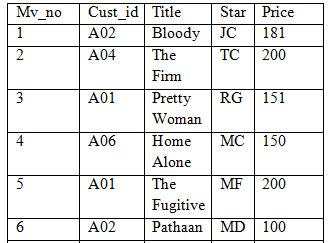 Mv_no Cust_id Title Star Price
1 A02 Bloody JC 181
2 A04 The TC 200
Firm
3 A01 Pretty RG 151
Woman
4 A06 Home MC 150
Alone
5 A01 The MF 200
Fugitive
6 A02 Pathaan MD 100